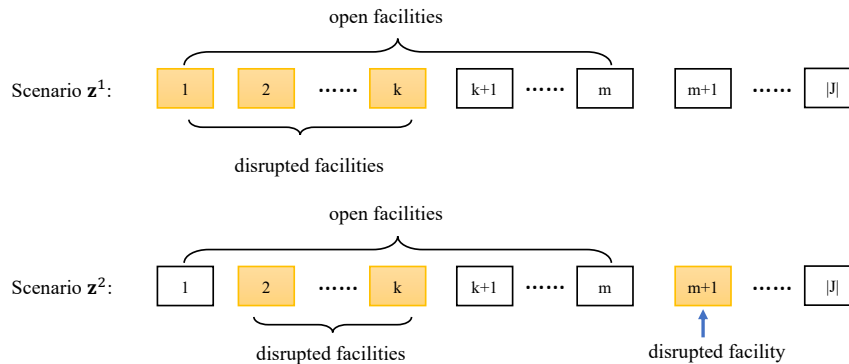 open facilities
Scenario z¹: 1 2 …… k k+1 …… m m+1 …… |J|
disrupted facilities
open facilities
Scenario z²: 1 2 …… k k+1 …… m m+1 …… |J|
disrupted facilities disrupted facility